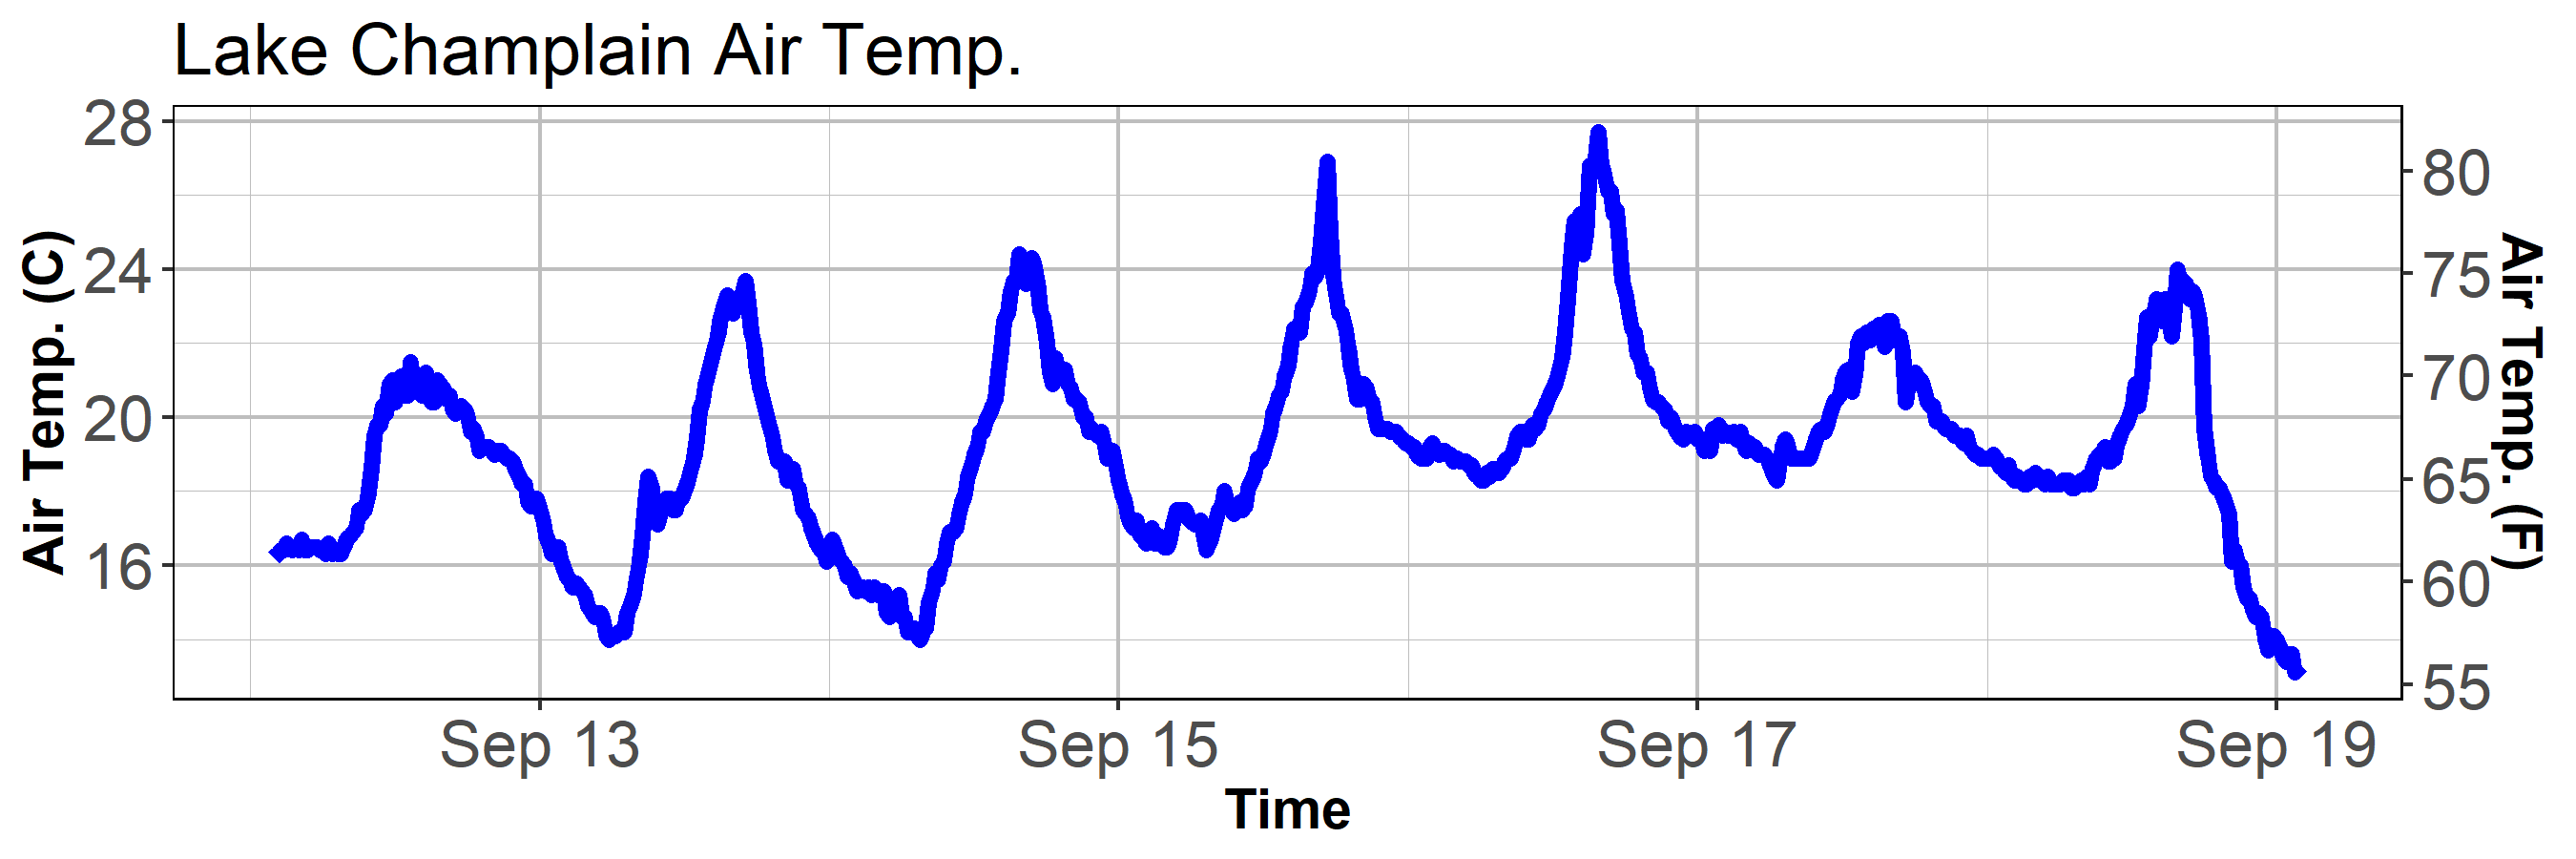 Lake Champlain Air Temp.
28
24
20
16
Air Temp. (C)
80
75
70
65
60
55
Air Temp. (F)
Sep 13
Sep 15
Sep 17
Sep 19
Time